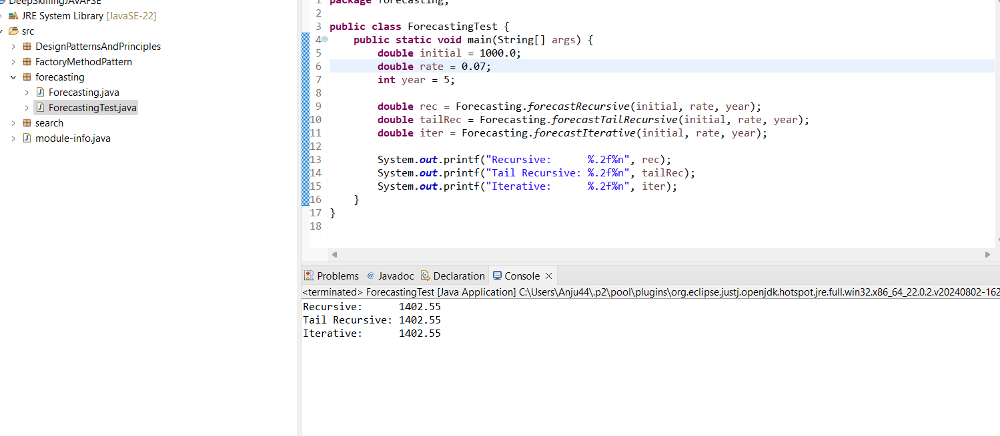 DeepSkillingJAVAFSE
JRE System Library [JavaSE-22]
src
DesignPatternsAndPrinciples
FactoryMethodPattern
forecasting
Forecasting.java
ForecastingTest.java
search
module-info.java
1 package forecasting;
2
3 public class ForecastingTest {
4 public static void main(String[] args) {
5 double initial = 1000.0;
6 double rate = 0.07;
7 int year = 5;
8
9 double rec = Forecasting.forecastRecursive(initial, rate, year);
10 double tailRec = Forecasting.forecastTailRecursive(initial, rate, year);
11 double iter = Forecasting.forecastIterative(initial, rate, year);
12
13 System.out.printf("Recursive:      %.2f%n", rec);
14 System.out.printf("Tail Recursive: %.2f%n", tailRec);
15 System.out.printf("Iterative:      %.2f%n", iter);
16 }
17 }
18
Problems @ Javadoc Declaration Console
<terminated> ForecastingTest [Java Application] C:\Users\Anju44\.p2\pool\plugins\org.eclipse.justj.openjdk.hotspot.jre.full.win32.x86_64_22.0.2.v20240802-162
Recursive:      1402.55
Tail Recursive: 1402.55
Iterative:      1402.55